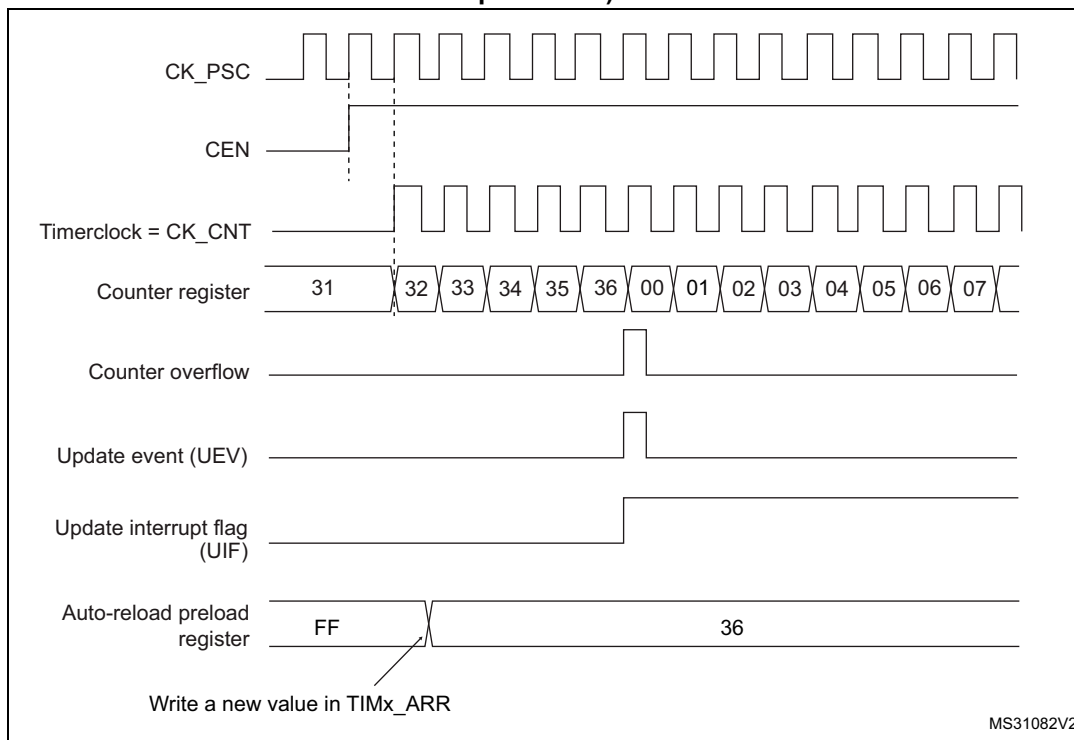 CK_PSC
CEN
Timerclock = CK_CNT
Counter register 31 32 33 34 35 36 00 01 02 03 04 05 06 07
Counter overflow
Update event (UEV)
Update interrupt flag
(UIF)
Auto-reload preload
register FF 36
Write a new value in TIMx_ARR
MS31082V2